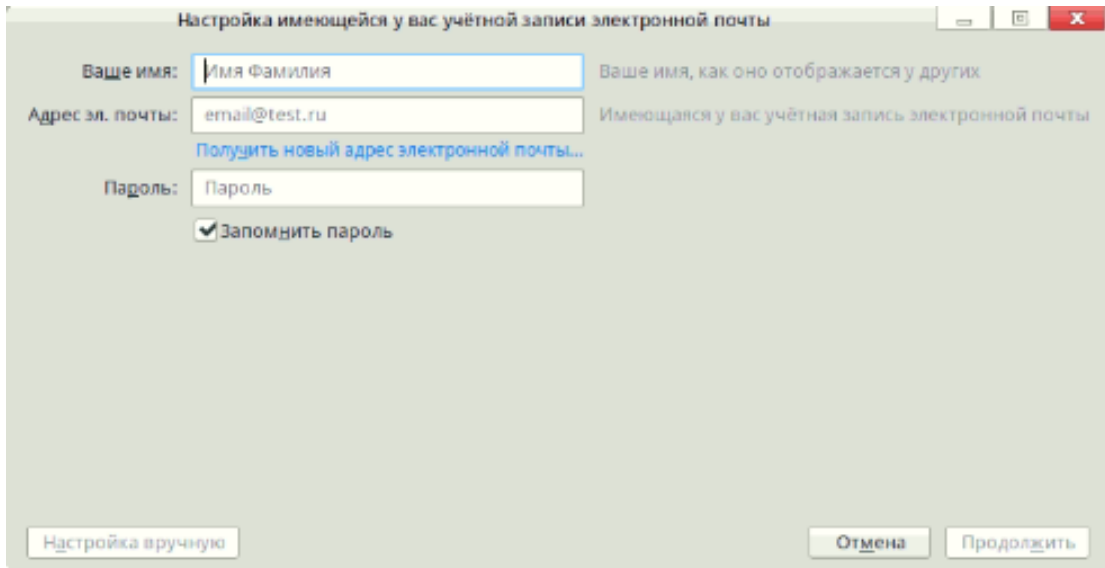 Настройка имеющейся у вас учётной записи электронной почты
Ваше имя: Имя Фамилия Ваше имя, как оно отображается у других
Адрес эл. почты: email@test.ru Имеющаяся у вас учётная запись электронной почты
Получить новый адрес электронной почты...
Пароль: Пароль
Запомнить пароль
Настройка вручную Отмена Продолжить